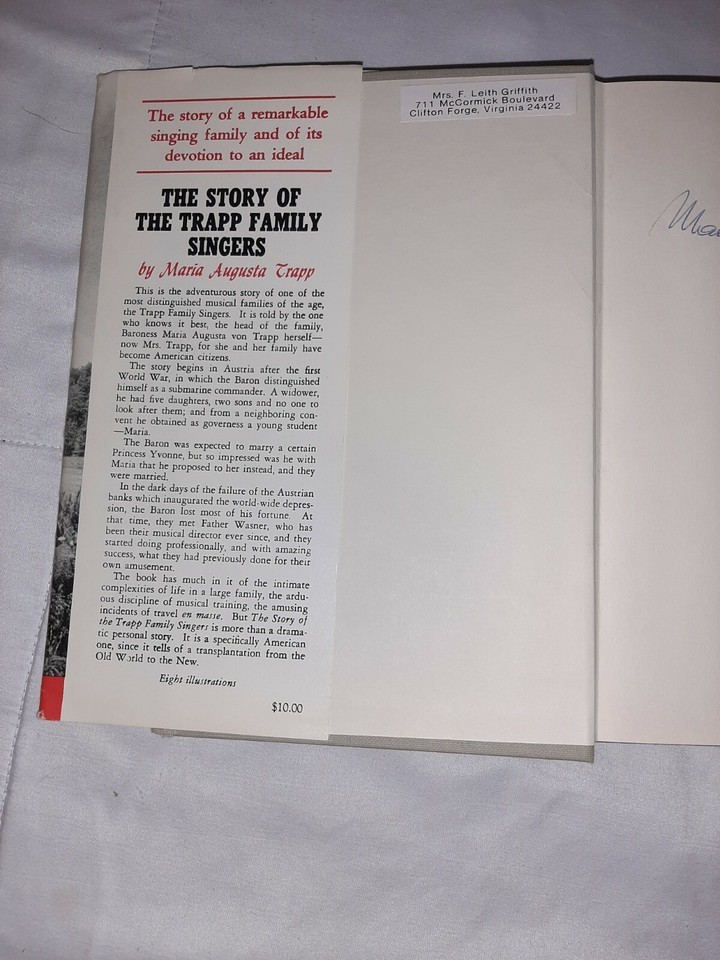 The story of a remarkable
singing family and of its
devotion to an ideal
THE STORY OF
THE TRAPP FAMILY
SINGERS
by Maria Augusta Trapp
This is the adventurous story of one of the
most distinguished musical families of the age,
the Trapp Family Singers. It is told by the one
who knows it best, the head of the family,
Baroness Maria Augusta von Trapp herself—
now Mrs. Trapp, for she and her family have
become American citizens.
The story begins in Austria after the first
World War, in which the Baron distinguished
himself as a submarine commander. A widower,
he had five daughters, two sons and no one to
look after them; and from a neighboring con-
vent he obtained as governess a young student
—Maria.
The Baron was expected to marry a certain
Princess Yvonne, but so impressed was he with
Maria that he proposed to her instead, and they
were married.
In the dark days of the failure of the Austrian
banks which inaugurated the world-wide depres-
sion, the Baron lost most of his fortune. At
that time, they met Father Wasner, who has
been their musical director ever since, and they
started doing professionally, and with amazing
success, what they had previously done for their
own amusement.
The book has much in it of the intimate
complexities of life in a large family, the ardu-
ous discipline of musical training, the amusing
incidents of travel en masse. But The Story of
the Trapp Family Singers is more than a drama-
tic personal story. It is a specifically American
one, since it tells of a transplantation from the
Old World to the New.
Eight illustrations
$10.00
Mrs. F. Leith Griffith
711 McCormick Boulevard
Clifton Forge, Virginia 24422